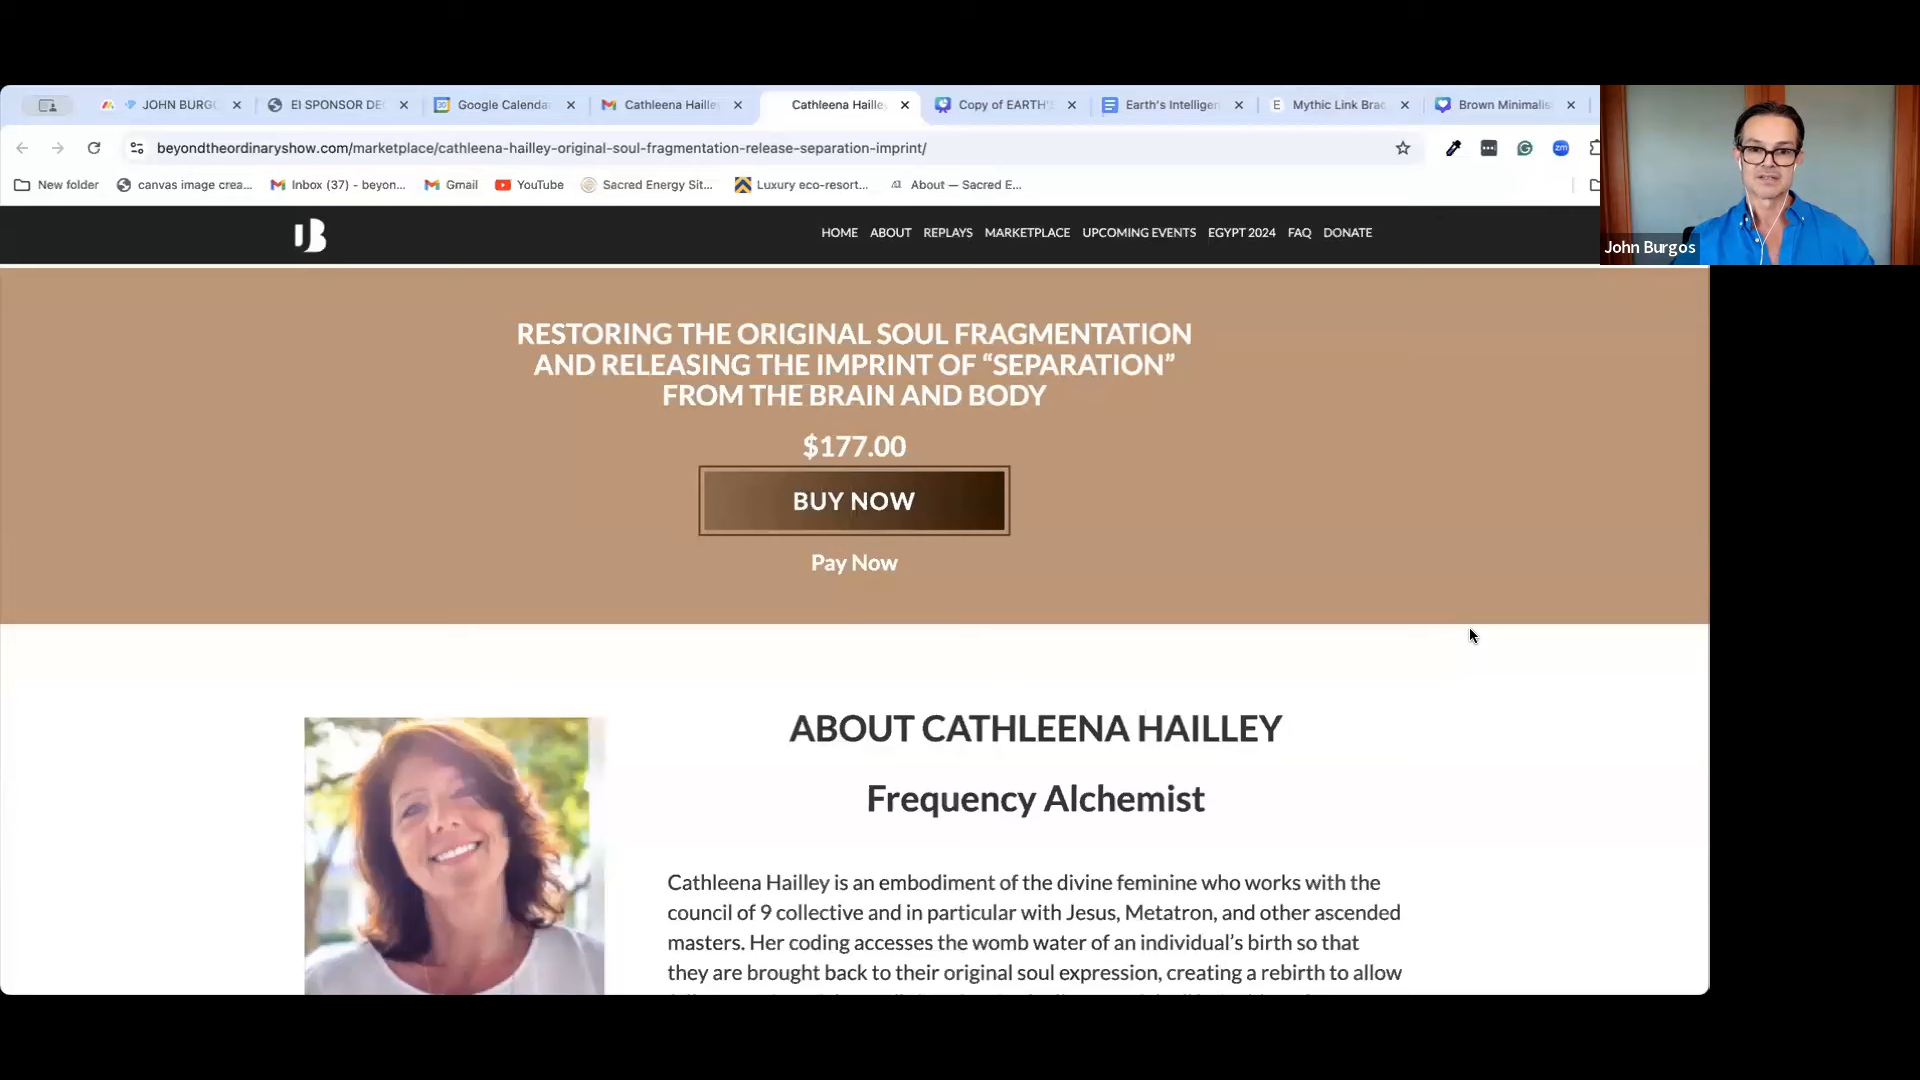 JOHN BURG
EI SPONSOR DE
Google Calenda
Cathleena Haille
Cathleena Haille
Copy of EARTH'S
Earth's Intelligen
Mythic Link Brac
Brown Minimalis
beyondtheordinaryshow.com/marketplace/cathleena-hailley-original-soul-fragmentation-release-separation-imprint/
New folder
canvas image crea...
Inbox (37) - beyon...
Gmail
YouTube
Sacred Energy Sit...
Luxury eco-resort...
About — Sacred E...
John Burgos
HOME ABOUT REPLAYS MARKETPLACE UPCOMING EVENTS EGYPT 2024 FAQ DONATE
RESTORING THE ORIGINAL SOUL FRAGMENTATION
AND RELEASING THE IMPRINT OF “SEPARATION”
FROM THE BRAIN AND BODY
$177.00
BUY NOW
Pay Now
ABOUT CATHLEENA HAILLEY
Frequency Alchemist
Cathleena Hailley is an embodiment of the divine feminine who works with the
council of 9 collective and in particular with Jesus, Metatron, and other ascended
masters. Her coding accesses the womb water of an individual’s birth so that
they are brought back to their original soul expression, creating a rebirth to allow